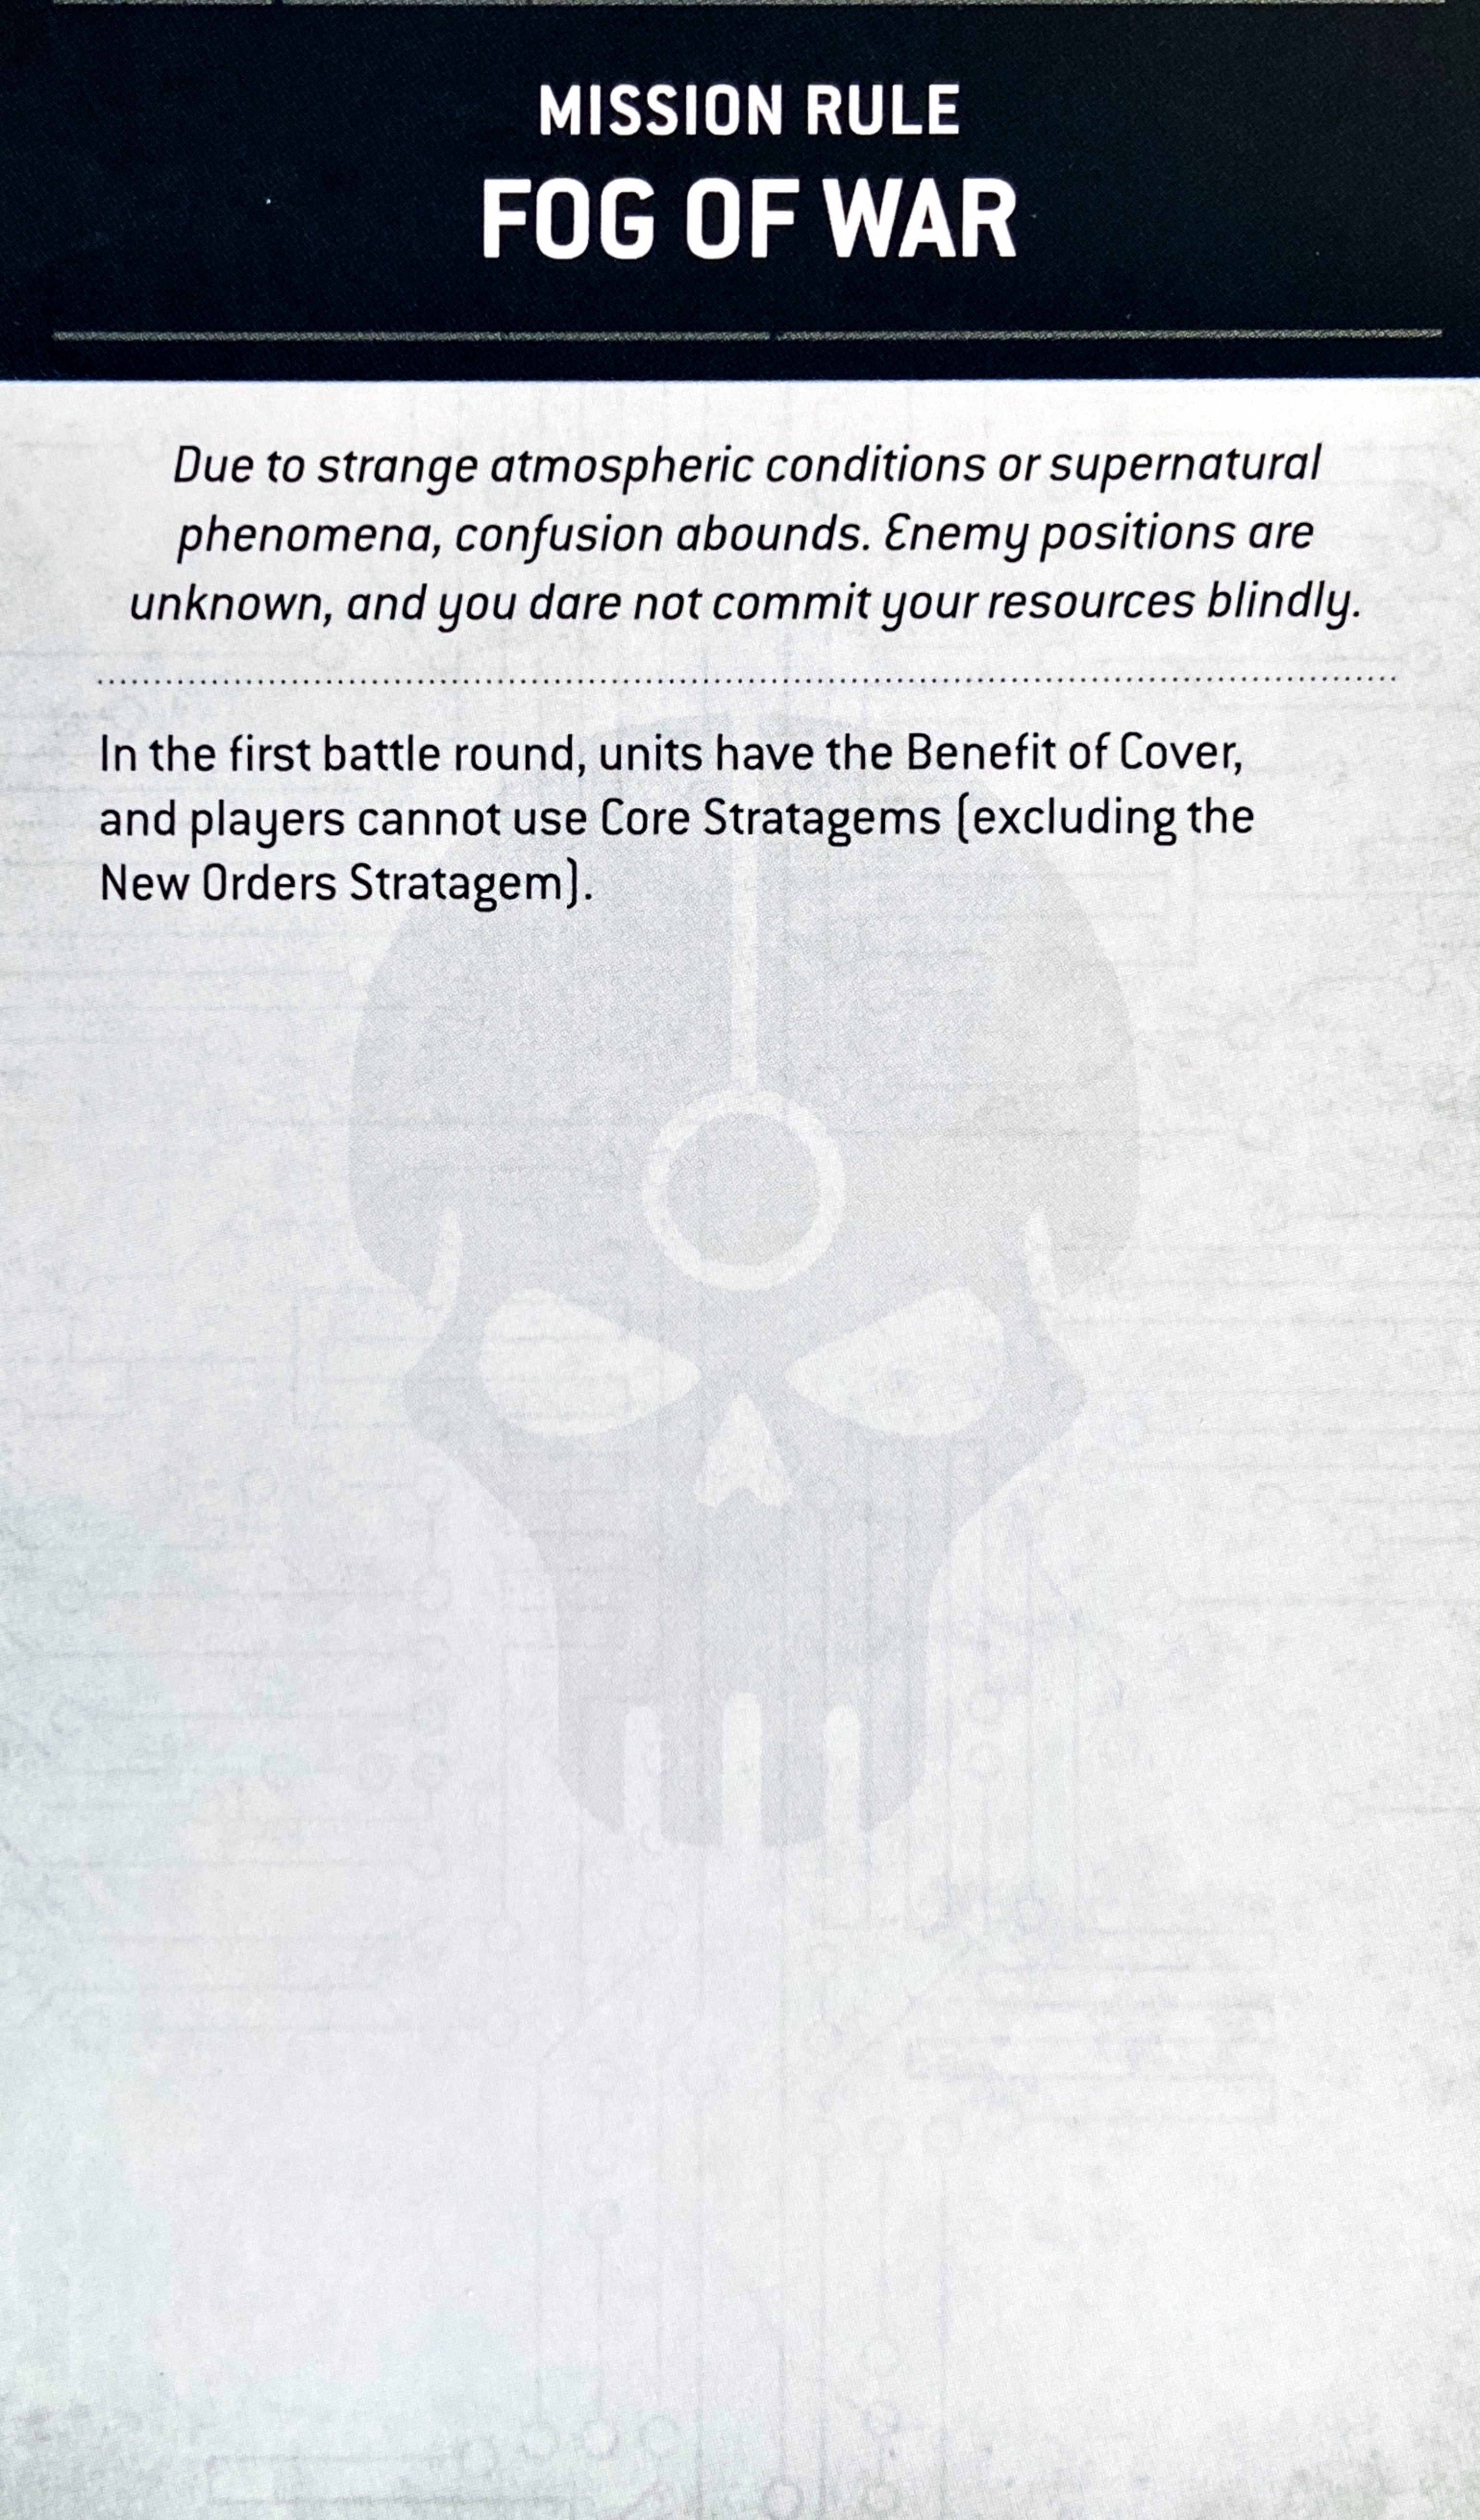 MISSION RULE
FOG OF WAR
Due to strange atmospheric conditions or supernatural
phenomena, confusion abounds. Enemy positions are
unknown, and you dare not commit your resources blindly.
In the first battle round, units have the Benefit of Cover,
and players cannot use Core Stratagems (excluding the
New Orders Stratagem).